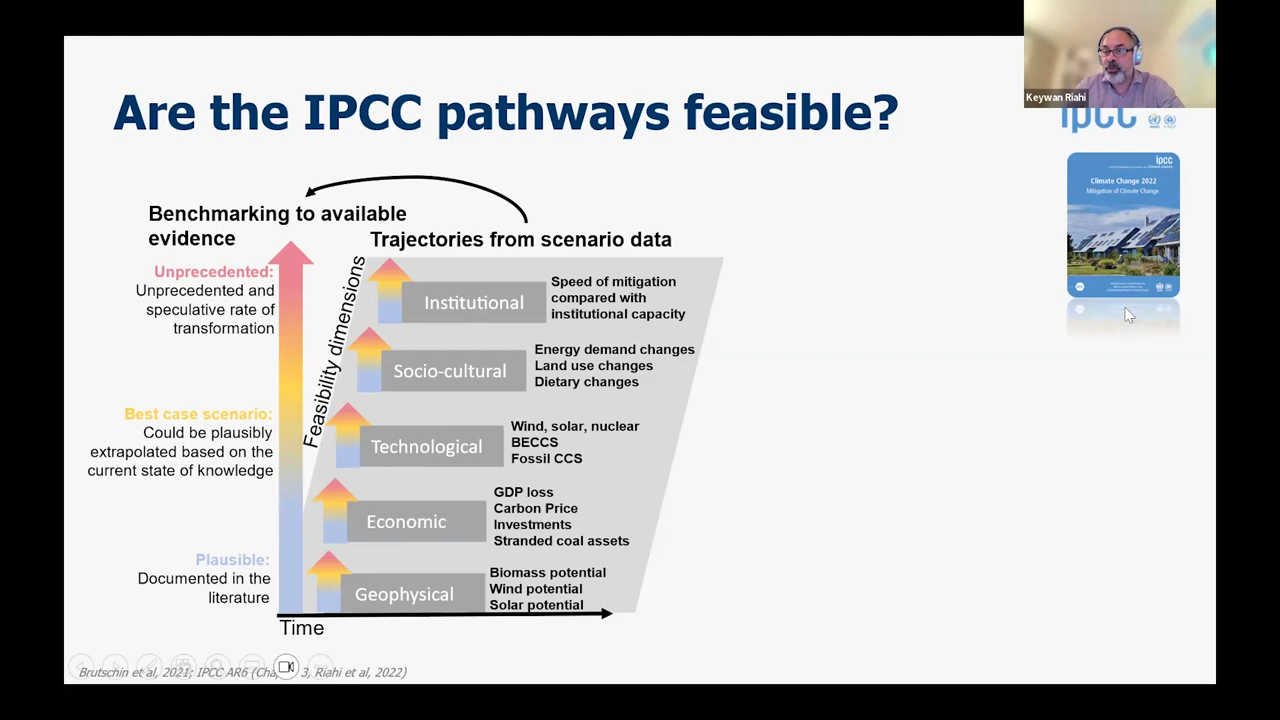 Keywan Riahi
Are the IPCC pathways feasible?
ipcc
ipcc
Climate Change 2022
Mitigation of Climate Change
Benchmarking to available
evidence
Trajectories from scenario data
Unprecedented:
Unprecedented and
speculative rate of
transformation
Best case scenario:
Could be plausibly
extrapolated based on the
current state of knowledge
Plausible:
Documented in the
literature
Feasibility dimensions
Institutional
Speed of mitigation
compared with
institutional capacity
Socio-cultural
Energy demand changes
Land use changes
Dietary changes
Technological
Wind, solar, nuclear
BECCS
Fossil CCS
Economic
GDP loss
Carbon Price
Investments
Stranded coal assets
Geophysical
Biomass potential
Wind potential
Solar potential
Time
Brutschin et al, 2021; IPCC AR6 (Cha 3, Riahi et al, 2022)